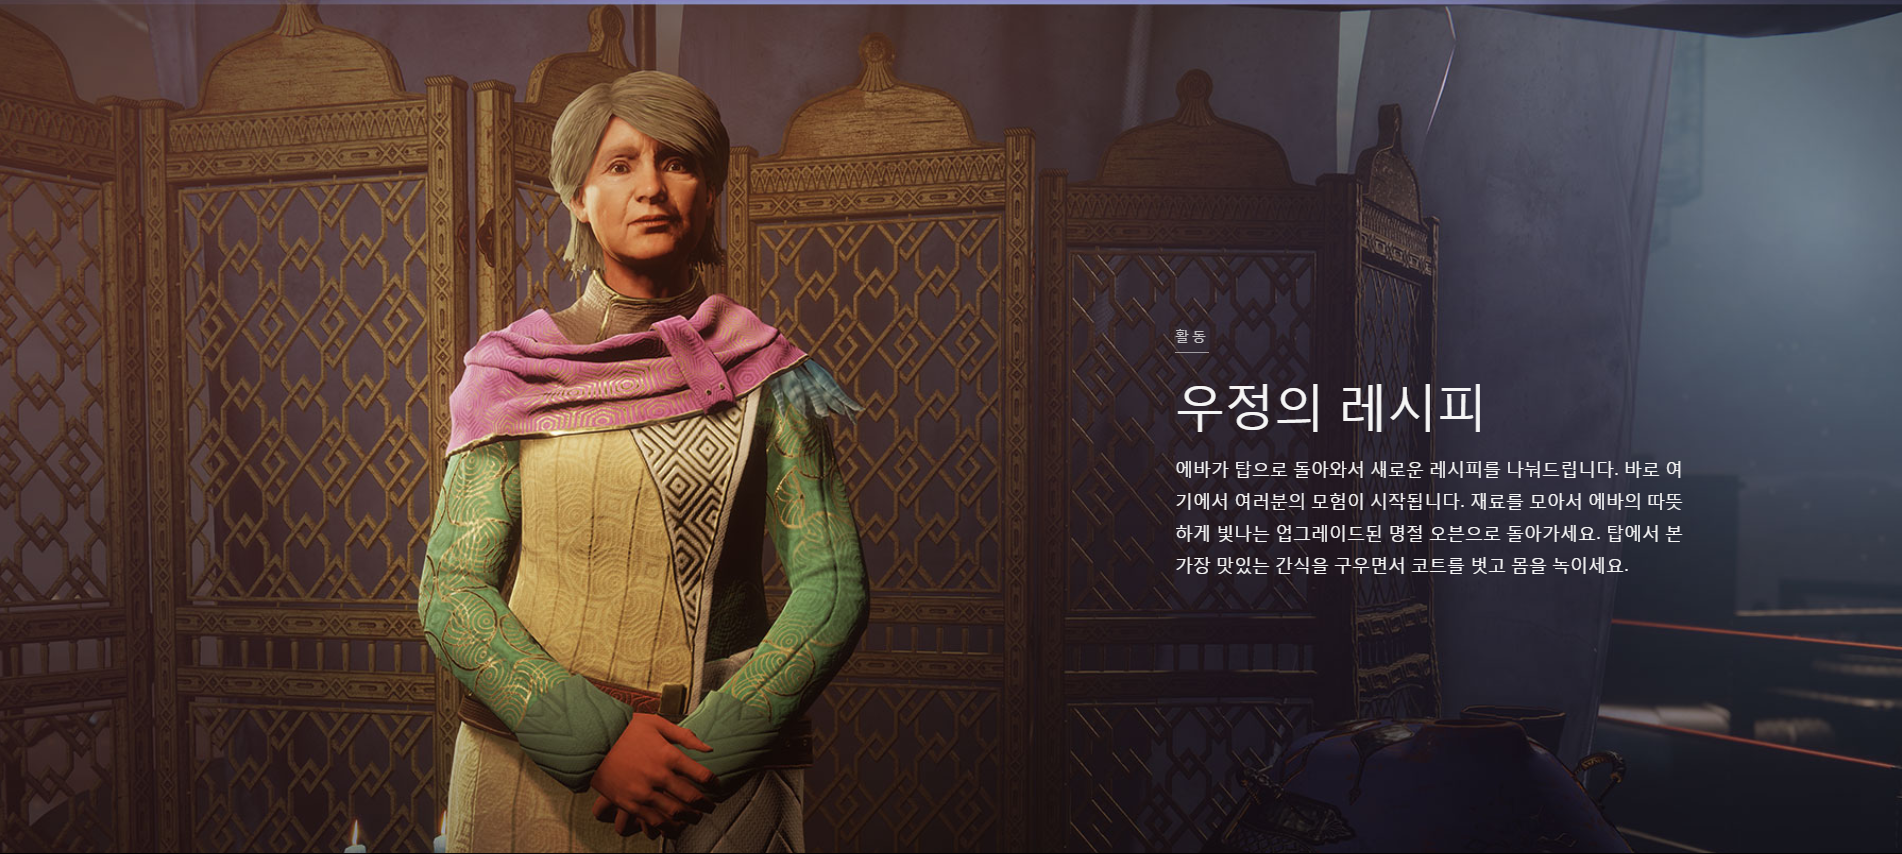 활동
우정의 레시피
에바가 탑으로 돌아와서 새로운 레시피를 나눠드립니다. 바로 여
기에서 여러분의 모험이 시작됩니다. 재료를 모아서 에바의 따뜻
하게 빛나는 업그레이드된 명절 오븐으로 돌아가세요. 탑에서 본
가장 맛있는 간식을 구우면서 코트를 벗고 몸을 녹이세요.